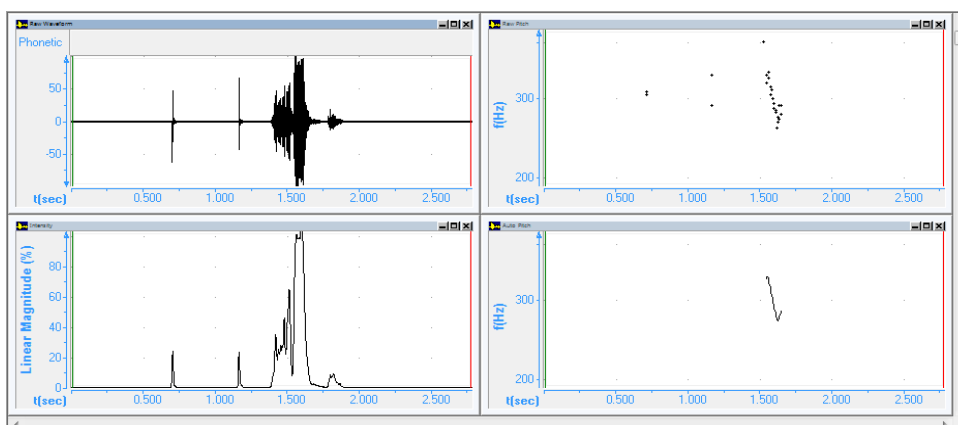 Raw Waveform
Phonetic
50
0
-50
t(sec) 0.500 1.000 1.500 2.000 2.500
Raw Pitch
f(Hz)
300
200
t(sec) 0.500 1.000 1.500 2.000 2.500
Intensity
Linear Magnitude (%)
80
60
40
20
0
t(sec) 0.500 1.000 1.500 2.000 2.500
Auto Pitch
f(Hz)
300
200
t(sec) 0.500 1.000 1.500 2.000 2.500